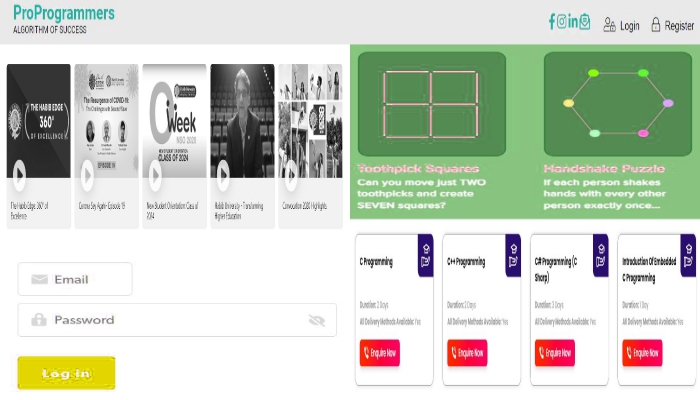 ProProgrammers
ALGORITHM OF SUCCESS
Login
Register
THE HABIB EDGE
360°
OF EXCELLENCE
The Resurgence of COVID-19:
EPISODE 19
Week
NSO 2020
NEW STUDENT ORIENTATION
CLASS OF 2024
The Habib Edge: 360° of
Excellence
Corona Say Again - Episode 19
New Student Orientation Class of
2024
Habib University - Transforming
Higher Education
Convocation 2020 Highlights
Toothpick Squares
Can you move just TWO
toothpicks and create
SEVEN squares?
Handshake Puzzle
If each person shakes
hands with every other
person exactly once...
Email
Password
Log in
C Programming
Duration: 2 Days
All Delivery Methods Available: Yes
Enquire Now
C++ Programming
Duration: 2 Days
All Delivery Methods Available: Yes
Enquire Now
C# Programming (C
Sharp)
Duration: 3 Days
All Delivery Methods Available: Yes
Enquire Now
Introduction Of Embedded
C Programming
Duration: 1 Day
All Delivery Methods Available: Yes
Enquire Now